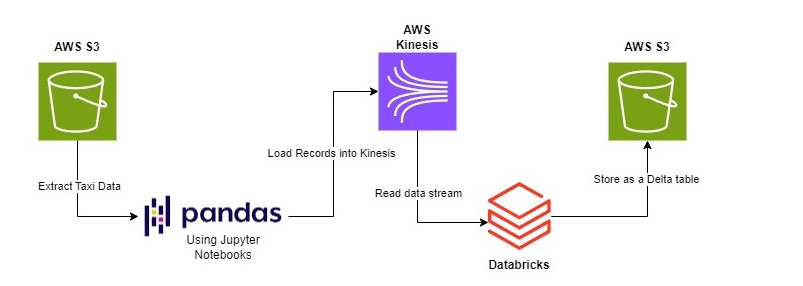 AWS S3
Extract Taxi Data
pandas
Using Jupyter
Notebooks
Load Records into Kinesis
AWS
Kinesis
Read data stream
Databricks
Store as a Delta table
AWS S3